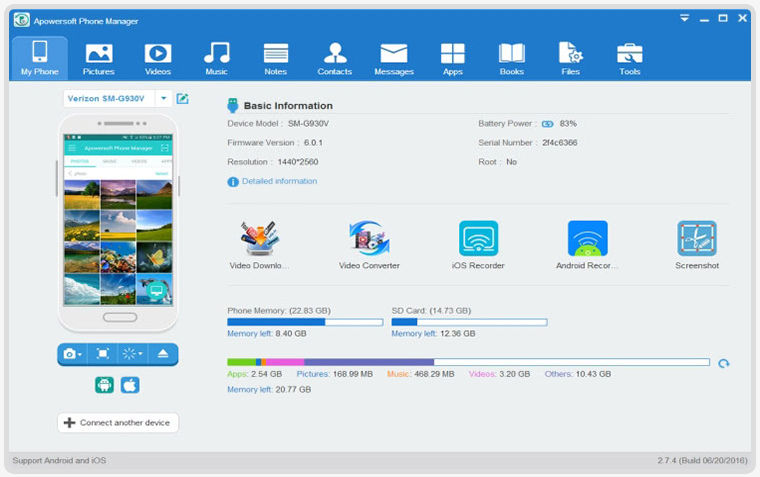 Apowersoft Phone Manager
My Phone Pictures Videos Music Notes Contacts Messages Apps Books Files Tools
Verizon SM-G930V
Apowersoft Phone Manager
PHOTOS MUSIC VIDEOS APPS
photo
Basic Information
Device Model : SM-G930V
Battery Power : 83%
Firmware Version : 6.0.1
Serial Number : 2f4c6366
Resolution : 1440*2560
Root : No
Detailed information
Video Downlo... Video Converter iOS Recorder Android Recor... Screenshot
Phone Memory: (22.83 GB)
SD Card: (14.73 GB)
Memory left: 8.40 GB
Memory left: 12.36 GB
Apps: 2.54 GB Pictures: 168.99 MB Music: 468.29 MB Videos: 3.20 GB Others: 10.43 GB
Memory left: 20.77 GB
Connect another device
Support Android and iOS
2.7.4 (Build 06/20/2016)